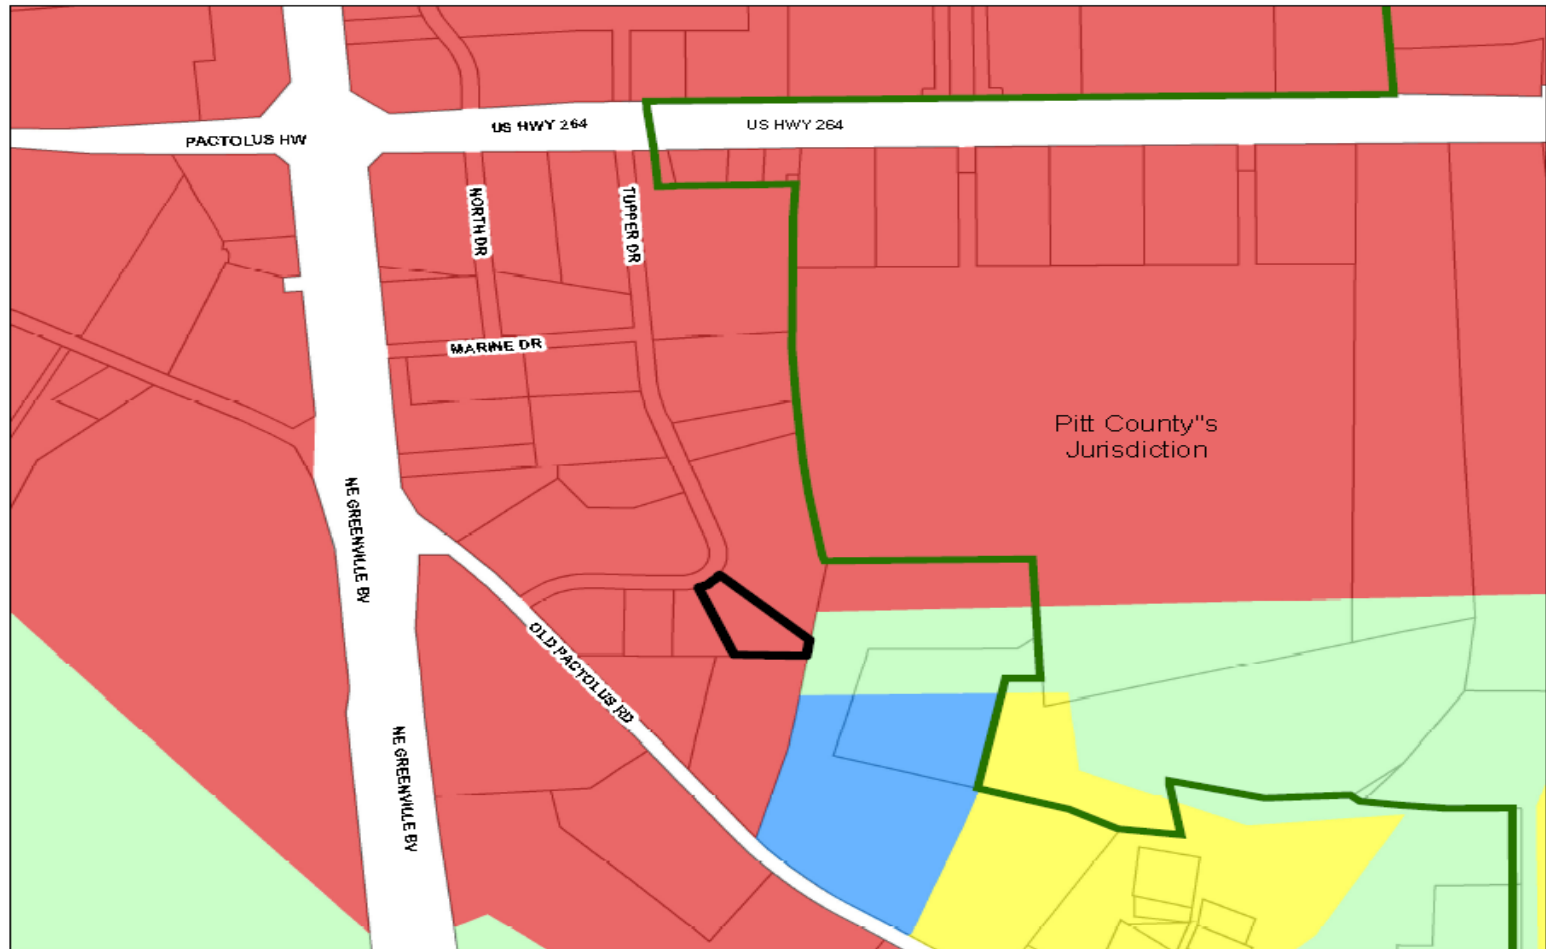 PACTOLUS HW
US HWY 264
US HWY 264
NORTH DR
TUPPER DR
MARINE DR
Pitt County"s
Jurisdiction
NE GREENVILLE BV
OLD PACTOLUS RD
NE GREENVILLE BV